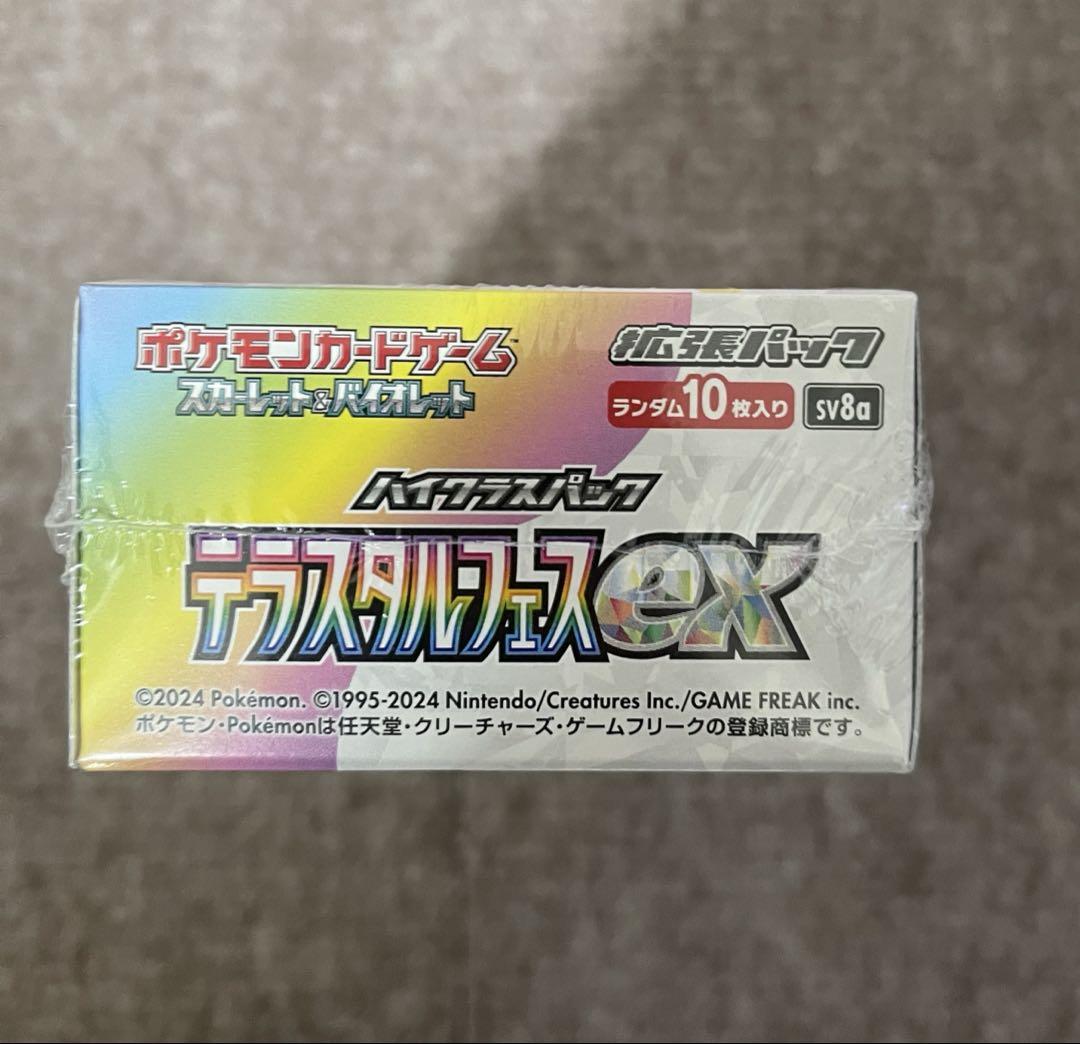 ポケモンカードゲーム™
スカーレット&バイオレット
拡張パック
ランダム10枚入り SV8a
ハイクラスパック
テラスタルフェスex
©2024 Pokémon. ©1995-2024 Nintendo/Creatures Inc./GAME FREAK inc.
ポケモン・Pokémonは任天堂・クリーチャーズ・ゲームフリークの登録商標です。